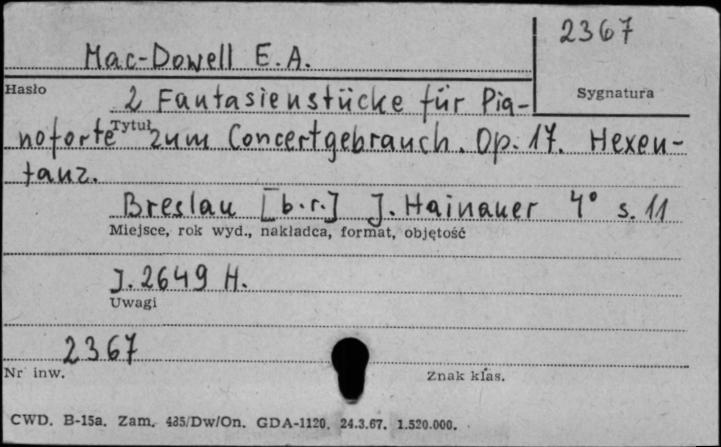 2367
Mac-Dowell E. A.
Hasło
Sygnatura
2 Fantasienstücke für Pia-
noforte Tytuł zum Concertgebrauch. Op. 17. Hexen-
tanz.
Breslau [b.r.] J. Hainauer 4° s. 11
Miejsce, rok wyd., nakładca, format, objętość
J. 2649 H.
Uwagi
2367
Nr inw.
Znak klas.
CWD. B-15a. Zam. 485/Dw/On. GDA-1120. 24.3.67. 1.520.000.